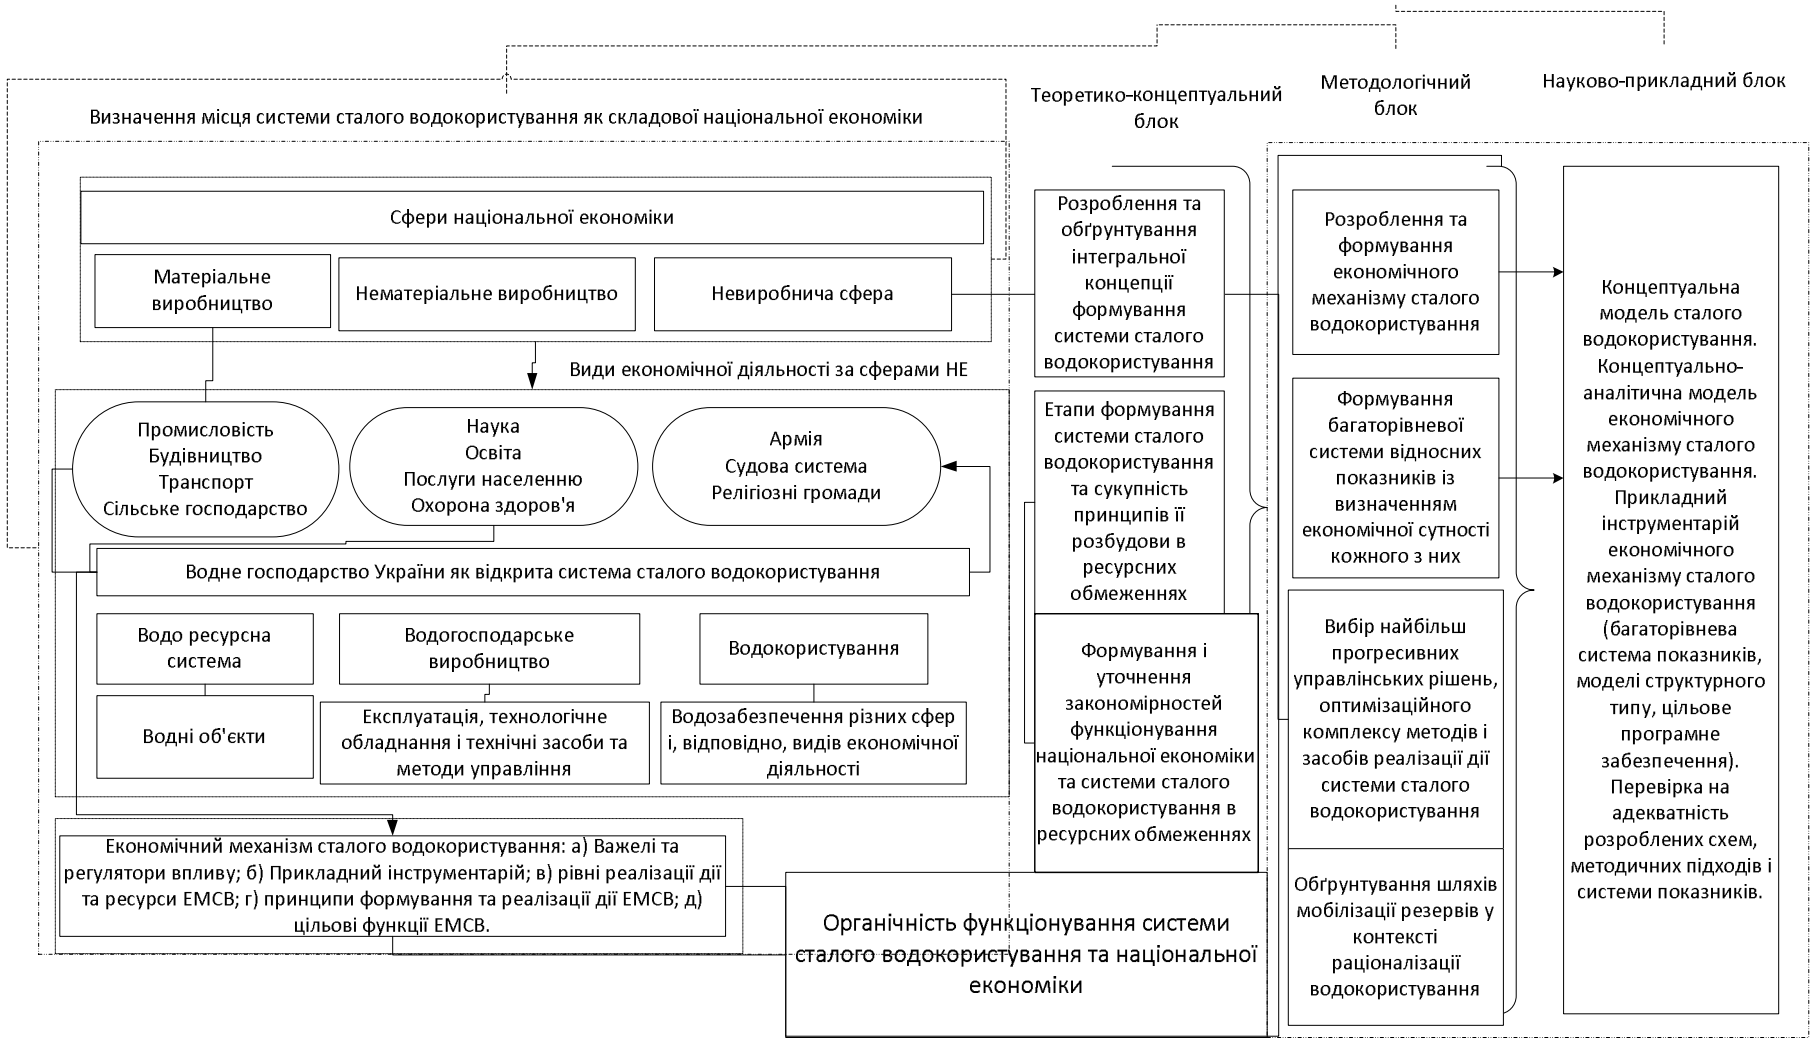 Визначення місця системи сталого водокористування як складової національної економіки
Сфери національної економіки
Матеріальне
виробництво
Нематеріальне виробництво
Невиробнича сфера
Види економічної діяльності за сферами НЕ
Промисловість
Будівництво
Транспорт
Сільське господарство
Наука
Освіта
Послуги населенню
Охорона здоров'я
Армія
Судова система
Релігіозні громади
Водне господарство України як відкрита система сталого водокористування
Водо ресурсна
система
Водогосподарське
виробництво
Водокористування
Водні об'єкти
Експлуатація, технологічне
обладнання і технічні засоби та
методи управління
Водозабезпечення різних сфер
і, відповідно, видів економічної
діяльності
Економічний механізм сталого водокористування: а) Важелі та
регулятори впливу; б) Прикладний інструментарій; в) рівні реалізації дії
та ресурси ЕМСВ; г) принципи формування та реалізації дії ЕМСВ; д)
цільові функції ЕМСВ.
Органічність функціонування системи
сталого водокористування та національної
економіки
Теоретико-концептуальний
блок
Розроблення та
обґрунтування
інтегральної
концепції
формування
системи сталого
водокористування
Етапи формування
системи сталого
водокористування
та сукупність
принципів її
розбудови в
ресурсних
обмеженнях
Формування і
уточнення
закономірностей
функціонування
національної економіки
та системи сталого
водокористування в
ресурсних обмеженнях
Методологічний
блок
Розроблення та
формування
економічного
механізму сталого
водокористування
Формування
багаторівневої
системи відносних
показників із
визначенням
економічної сутності
кожного з них
Вибір найбільш
прогресивних
управлінських рішень,
оптимізаційного
комплексу методів і
засобів реалізації дії
системи сталого
водокористування
Обґрунтування шляхів
мобілізації резервів у
контексті
раціоналізації
водокористування
Науково-прикладний блок
Концептуальна
модель сталого
водокористування.
Концептуально-
аналітична модель
економічного
механізму сталого
водокористування.
Прикладний
інструментарій
економічного
механізму сталого
водокористування
(багаторівнева
система показників,
моделі структурного
типу, цільове
програмне
забезпечення).
Перевірка на
адекватність
розроблених схем,
методичних підходів і
системи показників.